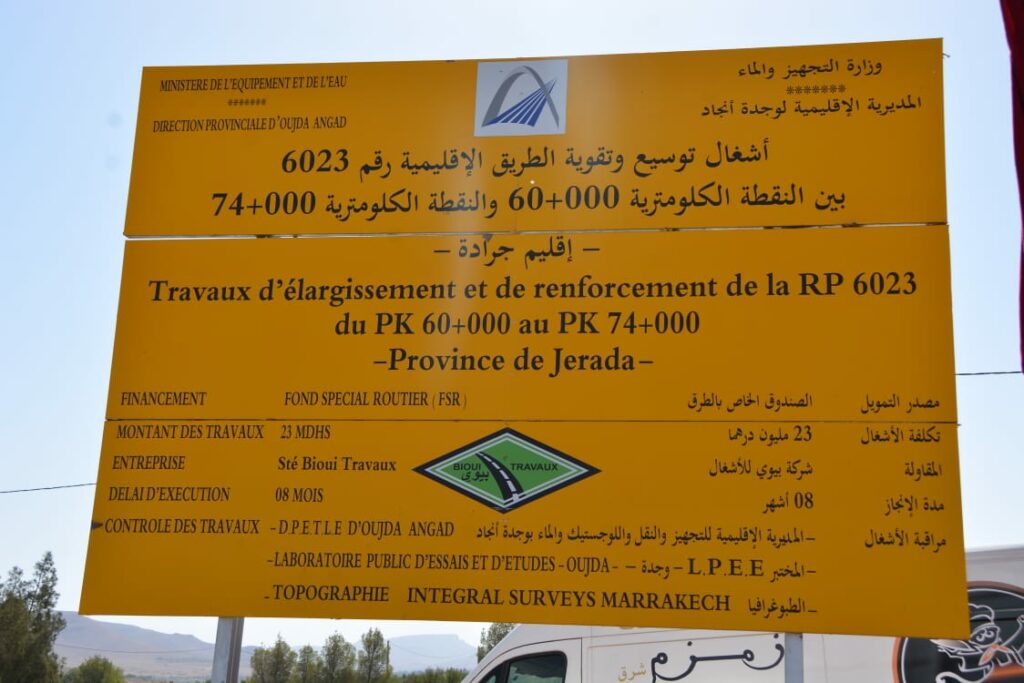 MINISTERE DE L'EQUIPEMENT ET DE L'EAU
*******
DIRECTION PROVINCIALE D'OUJDA ANGAD
وزارة التجهيز والماء
*******
المديرية الإقليمية لوجدة أنجاد
أشغال توسيع وتقوية الطريق الإقليمية رقم 6023
بين النقطة الكلومترية 60+000 والنقطة الكلومترية 74+000
– إقليم جرادة –
Travaux d'élargissement et de renforcement de la RP 6023
du PK 60+000 au PK 74+000
–Province de Jerada–
FINANCEMENT FOND SPECIAL ROUTIER ( FSR ) الصندوق الخاص بالطرق مصدر التمويل
MONTANT DES TRAVAUX 23 MDHS 23 مليون درهما تكلفة الأشغال
ENTREPRISE Sté Bioui Travaux شركة بيوي للأشغال المقاولة
BIOUI TRAVAUX
بيوي
DELAI D'EXECUTION 08 MOIS 08 أشهر مدة الإنجاز
CONTROLE DES TRAVAUX - D.P.E.T.L.E D'OUJDA ANGAD -المديرية الإقليمية للتجهيز والنقل واللوجستيك والماء بوجدة أنجاد مراقبة الأشغال
-LABORATOIRE PUBLIC D'ESSAIS ET D'ETUDES -OUJDA- -المختبر L.P.E.E – وجدة –
-TOPOGRAPHIE INTEGRAL SURVEYS MARRAKECH -الطبوغرافيا
زمزم
شرق